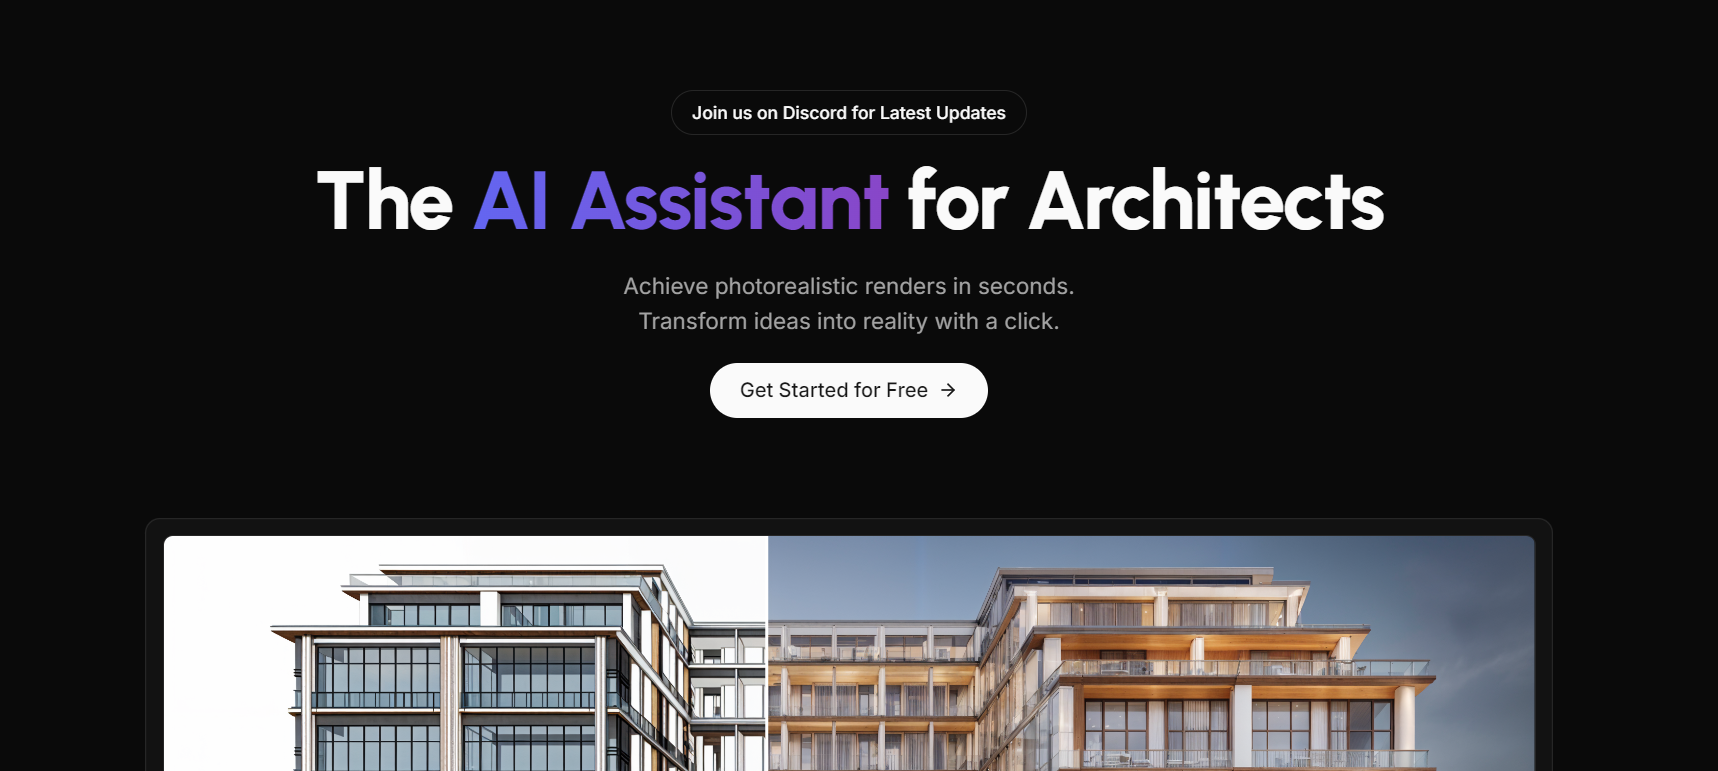 Join us on Discord for Latest Updates
The AI Assistant for Architects
Achieve photorealistic renders in seconds.
Transform ideas into reality with a click.
Get Started for Free →